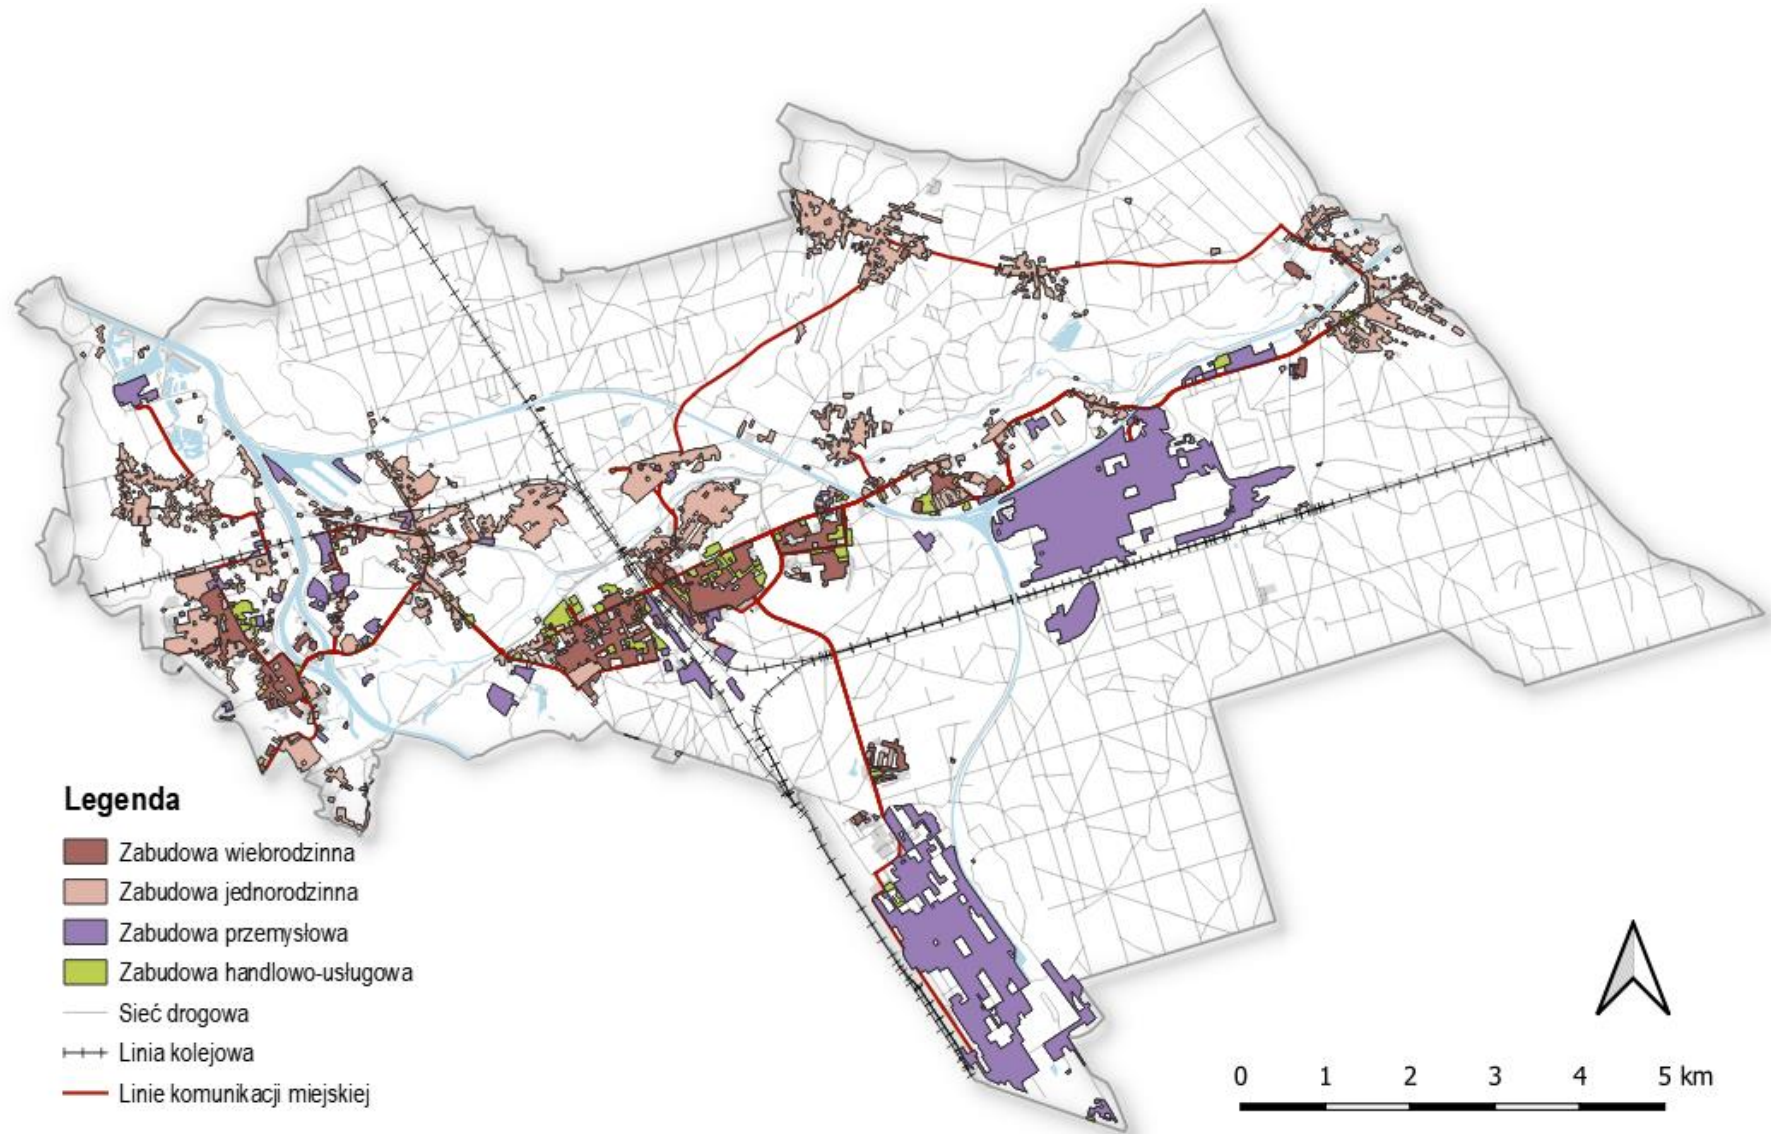 Legenda
Zabudowa wielorodzinna
Zabudowa jednorodzinna
Zabudowa przemysłowa
Zabudowa handlowo-usługowa
Sieć drogowa
Linia kolejowa
Linie komunikacji miejskiej
0 1 2 3 4 5 km